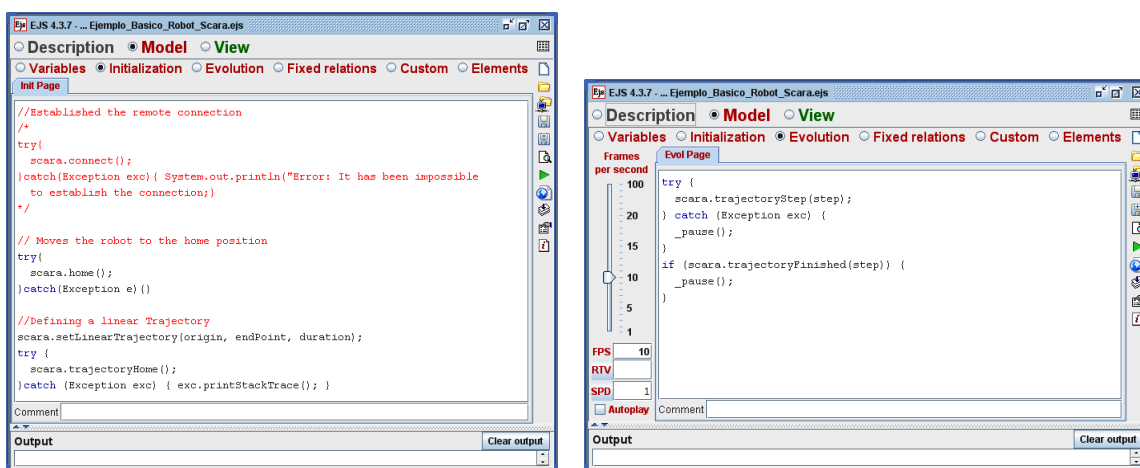 EJS 4.3.7 - ... Ejemplo_Basico_Robot_Scara.ejs
Description Model View
Variables Initialization Evolution Fixed relations Custom Elements
Init Page
//Established the remote connection
/*
try{
scara.connect();
}catch(Exception exc){ System.out.println("Error: It has been impossible
to establish the connection;)
*/
// Moves the robot to the home position
try{
scara.home();
}catch(Exception e){}
//Defining a linear Trajectory
scara.setLinearTrajectory(origin, endPoint, duration);
try {
scara.trajectoryHome();
}catch (Exception exc) { exc.printStackTrace(); }
Comment
Output
Clear output
EJS 4.3.7 - ... Ejemplo_Basico_Robot_Scara.ejs
Description Model View
Variables Initialization Evolution Fixed relations Custom Elements
Frames
per second
100
20
15
10
5
1
FPS 10
RTV
SPD 1
Autoplay
Evol Page
try {
scara.trajectoryStep(step);
} catch (Exception exc) {
_pause();
}
if (scara.trajectoryFinished(step)) {
_pause();
}
Comment
Output
Clear output